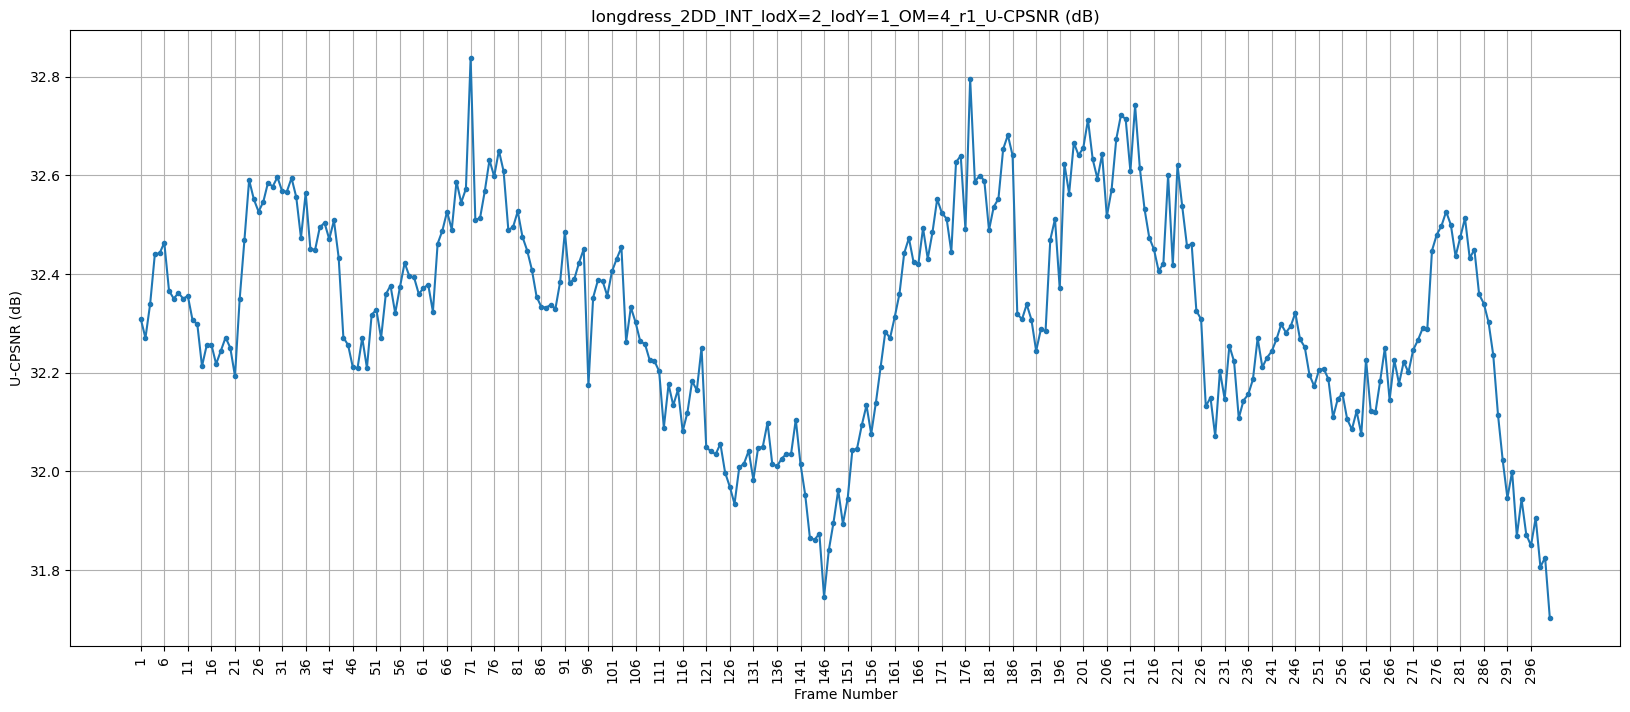 longdress_2DD_INT_lodX=2_lodY=1_OM=4_r1_U-CPSNR (dB)
32.8
32.6
32.4
32.2
32.0
31.8
U-CPSNR (dB)
1 6 11 16 21 26 31 36 41 46 51 56 61 66 71 76 81 86 91 96 101 106 111 116 121 126 131 136 141 146 151 156 161 166 171 176 181 186 191 196 201 206 211 216 221 226 231 236 241 246 251 256 261 266 271 276 281 286 291 296
Frame Number